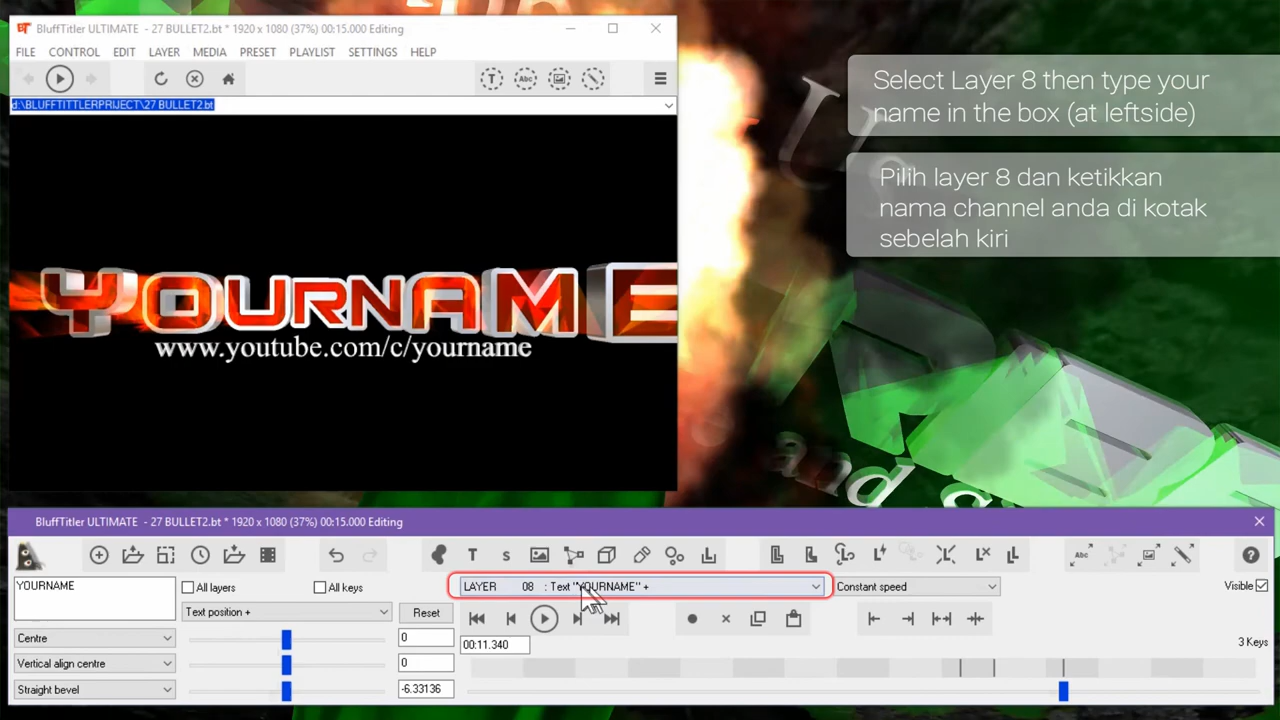 BluffTitler ULTIMATE - 27 BULLET2.bt * 1920 x 1080 (37%) 00:15.000 Editing
FILE CONTROL EDIT LAYER MEDIA PRESET PLAYLIST SETTINGS HELP
T Abc
d:\BLUFFTITTLERPRIJECT\27 BULLET2.bt
Select Layer 8 then type your
name in the box (at leftside)
Pilih layer 8 dan ketikkan
nama channel anda di kotak
sebelah kiri
YOURNAME
www.youtube.com/c/yourname
and
BluffTitler ULTIMATE - 27 BULLET2.bt * 1920 x 1080 (37%) 00:15.000 Editing
T S Abc ?
YOURNAME
All layers All keys
LAYER 08 : Text "YOURNAME" +
Constant speed
Visible
Text position +
Reset
Centre
0
00:11.340
3 Keys
Vertical align centre
0
Straight bevel
-6.33136